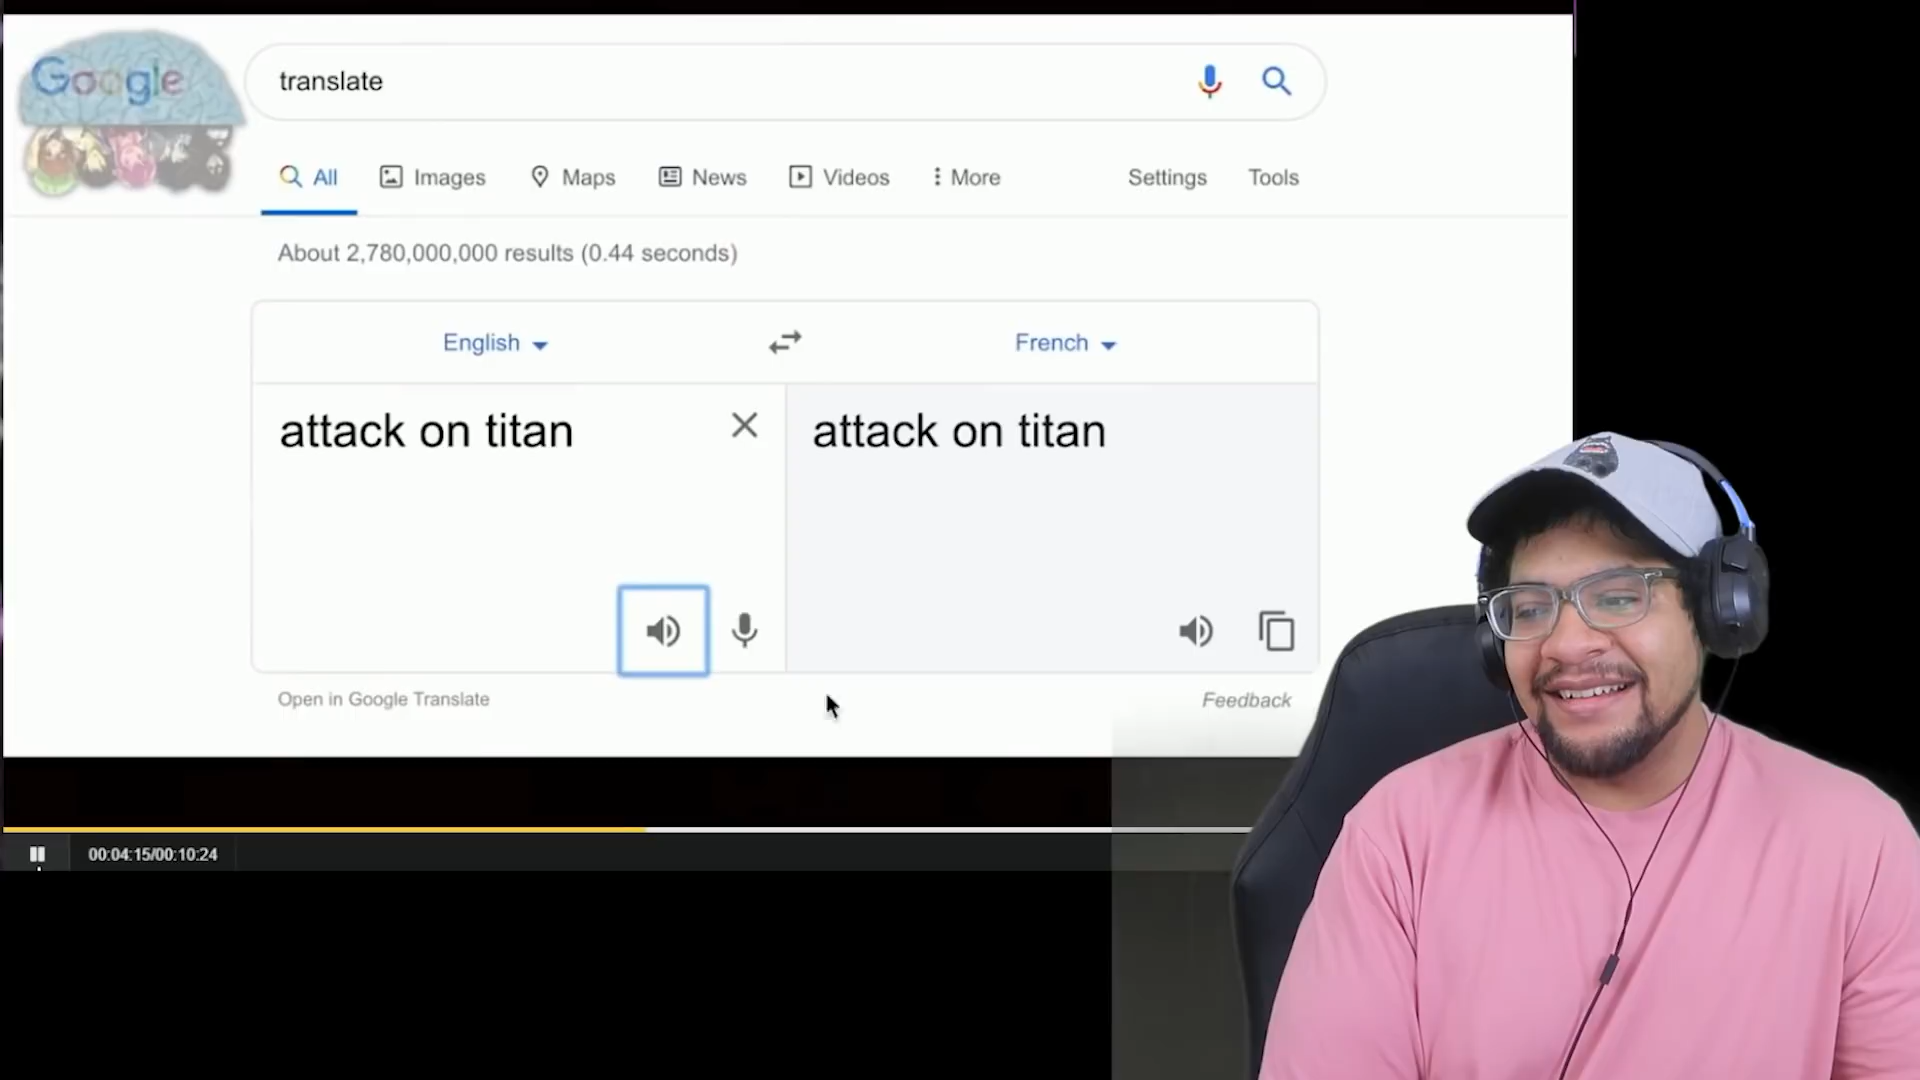 Google
translate
All Images Maps News Videos More Settings Tools
About 2,780,000,000 results (0.44 seconds)
English French
attack on titan attack on titan
Open in Google Translate Feedback
00:04:15/00:10:24